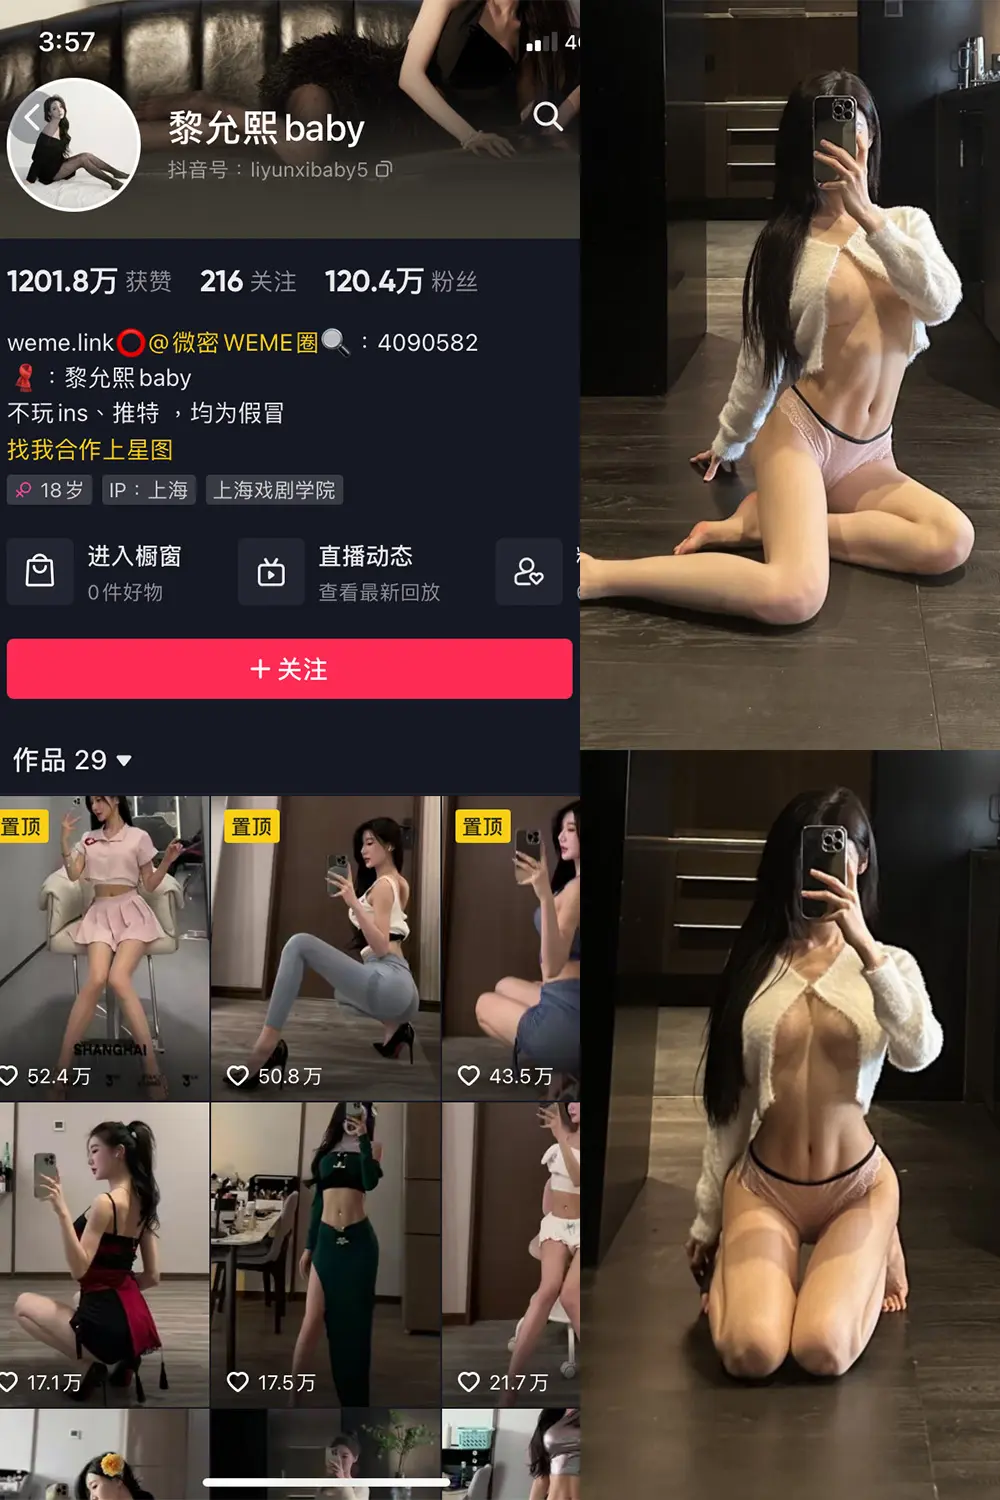 3:57
4
黎允熙baby
抖音号：liyunxibaby5
1201.8万 获赞 216 关注 120.4万 粉丝
weme.link⭕@微密WEME圈🔍：4090582
🧣：黎允熙baby
不玩ins、推特，均为假冒
找我合作上星图
♀ 18岁 IP：上海 上海戏剧学院
进入橱窗 直播动态
0件好物 查看最新回放
+ 关注
作品 29
置顶 置顶 置顶
SHANGHAI
52.4万 50.8万 43.5万
17.1万 17.5万 21.7万